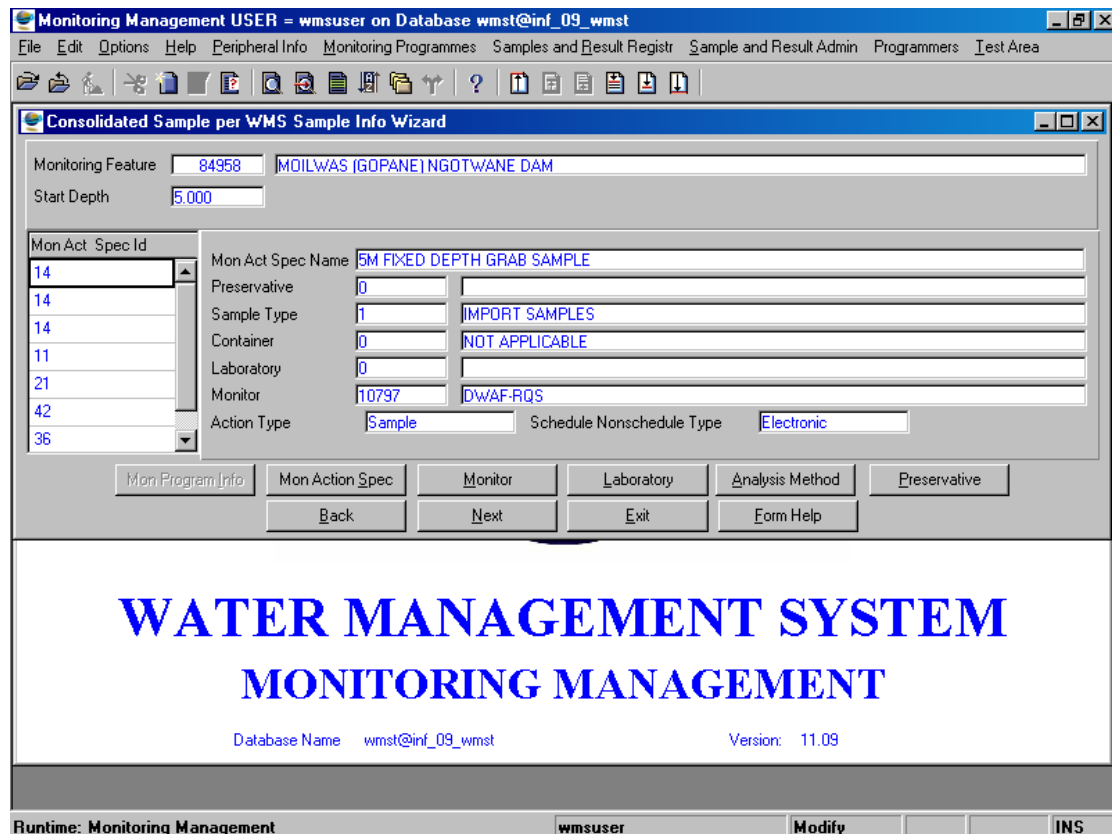 Monitoring Management USER = wmsuser on Database wmst@inf_09_wmst
File Edit Options Help Peripheral Info Monitoring Programmes Samples and Result Registr Sample and Result Admin Programmers Test Area
Consolidated Sample per WMS Sample Info Wizard
Monitoring Feature 84958 MOILWAS (GOPANE) NGOTWANE DAM
Start Depth 5.000
Mon Act Spec Id
14
14
14
11
21
42
36
Mon Act Spec Name 5M FIXED DEPTH GRAB SAMPLE
Preservative 0
Sample Type 1 IMPORT SAMPLES
Container 0 NOT APPLICABLE
Laboratory 0
Monitor 10797 DWAF-RQS
Action Type Sample Schedule Nonschedule Type Electronic
Mon Program Info Mon Action Spec Monitor Laboratory Analysis Method Preservative
Back Next Exit Form Help
WATER MANAGEMENT SYSTEM
MONITORING MANAGEMENT
Database Name wmst@inf_09_wmst Version: 11.09
Runtime: Monitoring Management wmsuser Modify INS